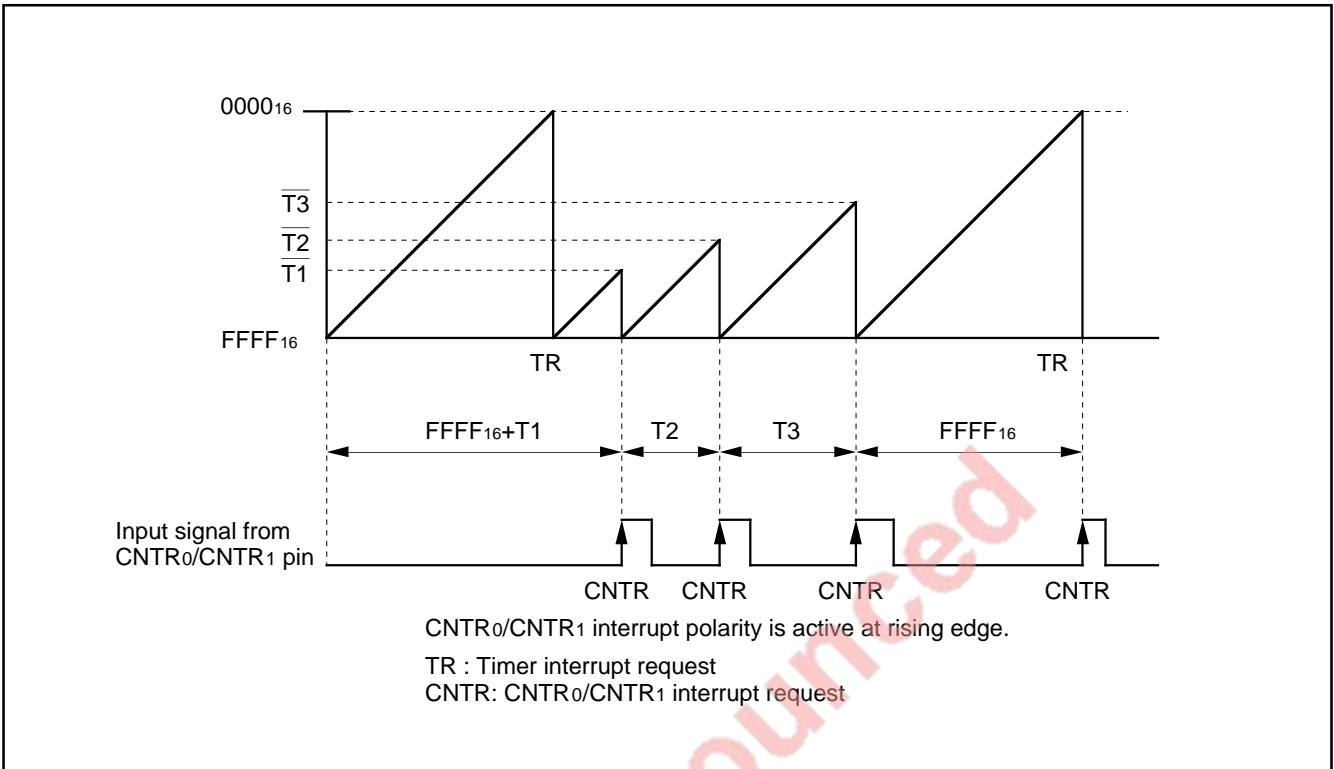 0000₁₆
T3
T2
T1
FFFF₁₆
TR TR
FFFF₁₆+T1 T2 T3 FFFF₁₆
Input signal from
CNTR₀/CNTR₁ pin
CNTR CNTR CNTR CNTR
CNTR₀/CNTR₁ interrupt polarity is active at rising edge.
TR : Timer interrupt request
CNTR: CNTR₀/CNTR₁ interrupt request
ounced